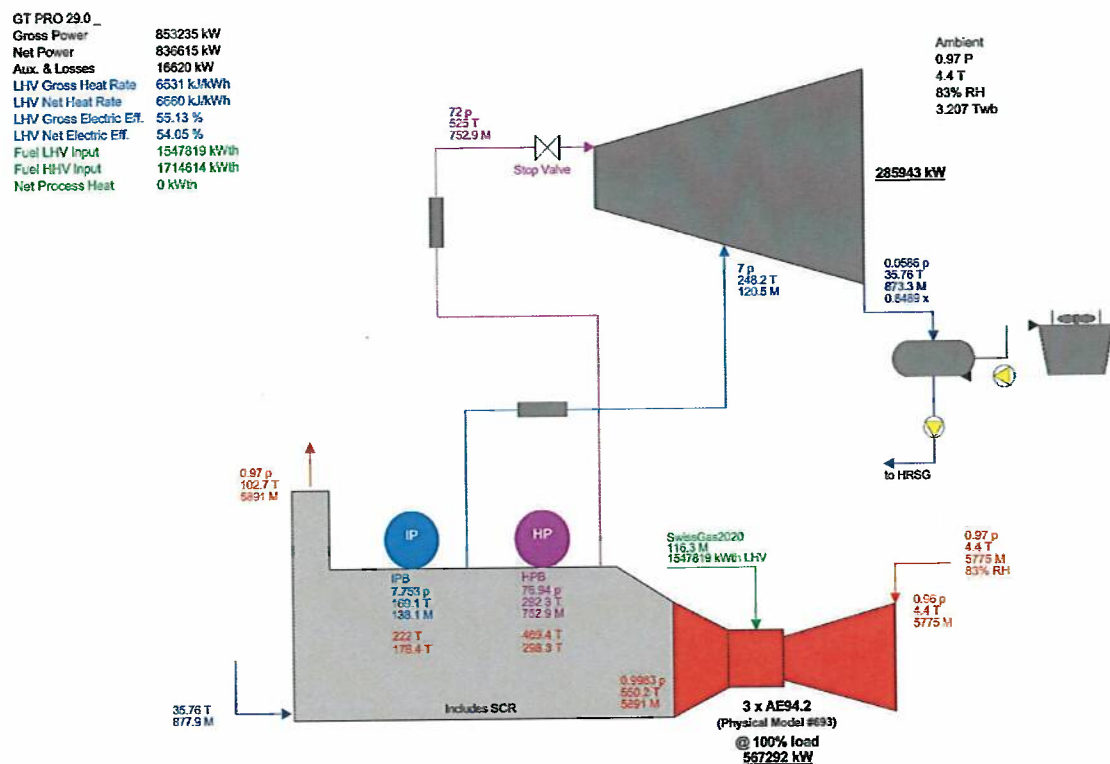 GT PRO 29.0
Gross Power 853235 kW
Net Power 836615 kW
Aux. & Losses 16620 kW
LHV Gross Heat Rate 6531 kJ/kWh
LHV Net Heat Rate 6660 kJ/kWh
LHV Gross Electric Eff. 55.13 %
LHV Net Electric Eff. 54.05 %
Fuel LHV Input 1547819 kWth
Fuel HHV Input 1714614 kWth
Net Process Heat 0 kWth
Ambient
0.97 P
4.4 T
83% RH
3.207 Twb
72 p
525 T
752.9 M
Stop Valve
285943 kW
7 p
248.2 T
120.5 M
0.0586 p
35.76 T
873.3 M
0.8489 x
to HRSG
0.97 p
102.7 T
5891 M
IP
HP
IPB
7.753 p
169.1 T
138.1 M
222 T
178.4 T
HPB
76.94 p
292.3 T
752.9 M
469.4 T
298.3 T
SwissGas2020
116.3 M
1547819 kWth LHV
0.97 p
4.4 T
5775 M
83% RH
0.96 p
4.4 T
5775 M
0.9983 p
550.2 T
5891 M
35.76 T
877.9 M
Includes SCR
3 x AE94.2
(Physical Model #693)
@ 100% load
567292 kW